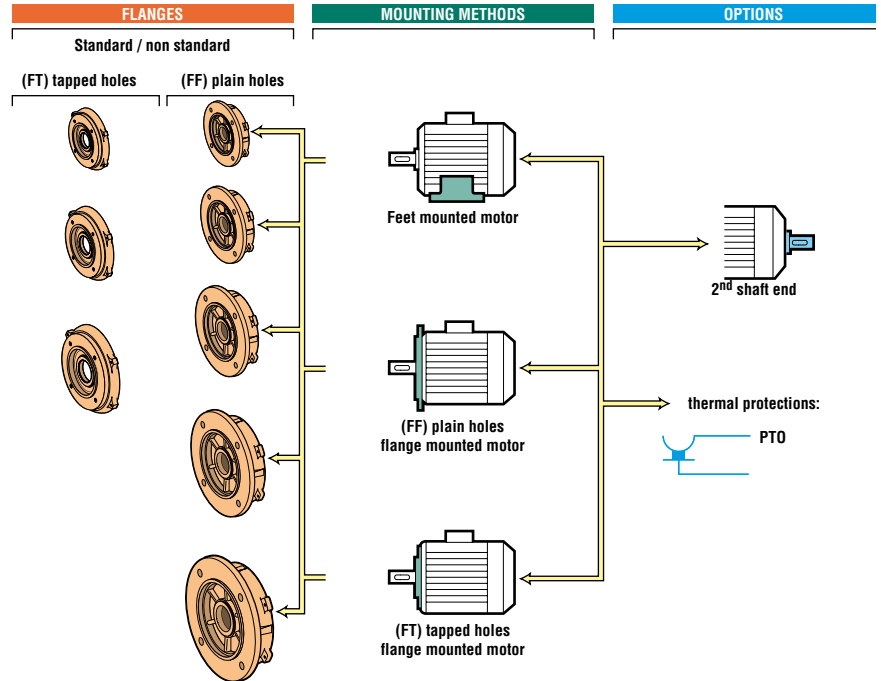 FLANGES
MOUNTING METHODS
OPTIONS
Standard / non standard
(FT) tapped holes
(FF) plain holes
Feet mounted motor
2nd shaft end
(FF) plain holes
flange mounted motor
thermal protections:
PTO
(FT) tapped holes
flange mounted motor